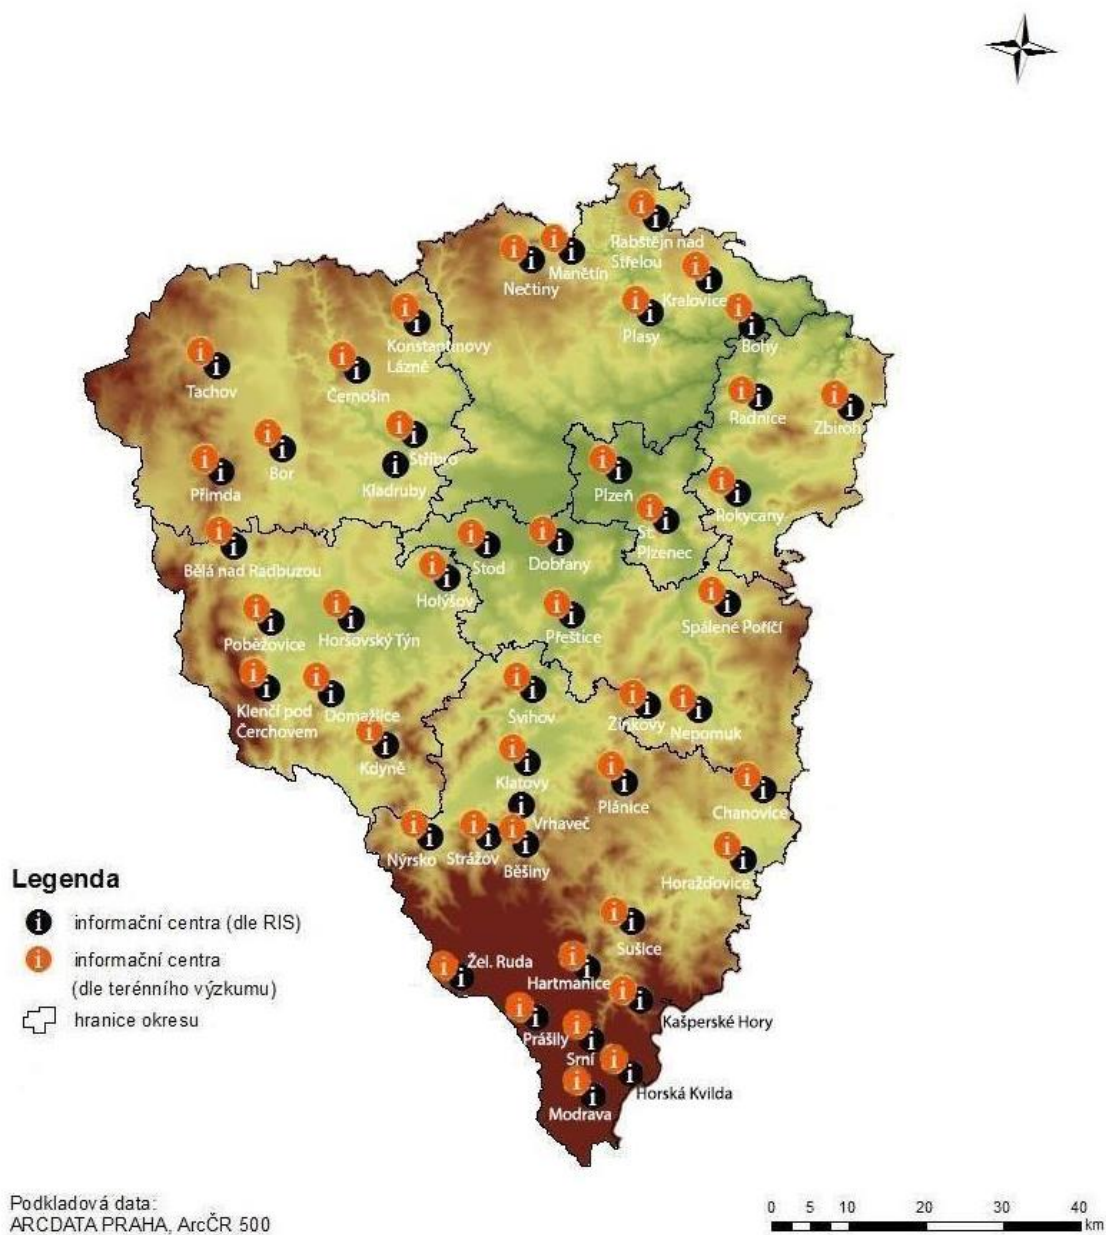 Rabštejn nad
Střelou
Manětín
Nečtiny
Kralovice
Plasy
Bohy
Konstantinovy
Lázně
Tachov
Černošín
Radnice
Zbiroh
Stříbro
Kladruby
Bor
Přimda
Plzeň
Rokycany
St.
Plzenec
Stod
Dobřany
Bělá nad Radbuzou
Holýšov
Spálené Poříčí
Přeštice
Poběžovice
Horšovský Týn
Klenčí pod
Čerchovem
Domažlice
Švihov
Žinkovy
Nepomuk
Kdyně
Klatovy
Plánice
Chanovice
Vrhaveč
Nýrsko
Strážov
Běšiny
Horažďovice
Legenda
informační centra (dle RIS)
informační centra
(dle terénního výzkumu)
hranice okresu
Sušice
Žel. Ruda
Hartmanice
Kašperské Hory
Prášily
Srní
Horská Kvilda
Modrava
Podkladová data:
ARCDATA PRAHA, ArcČR 500
0 5 10 20 30 40
km